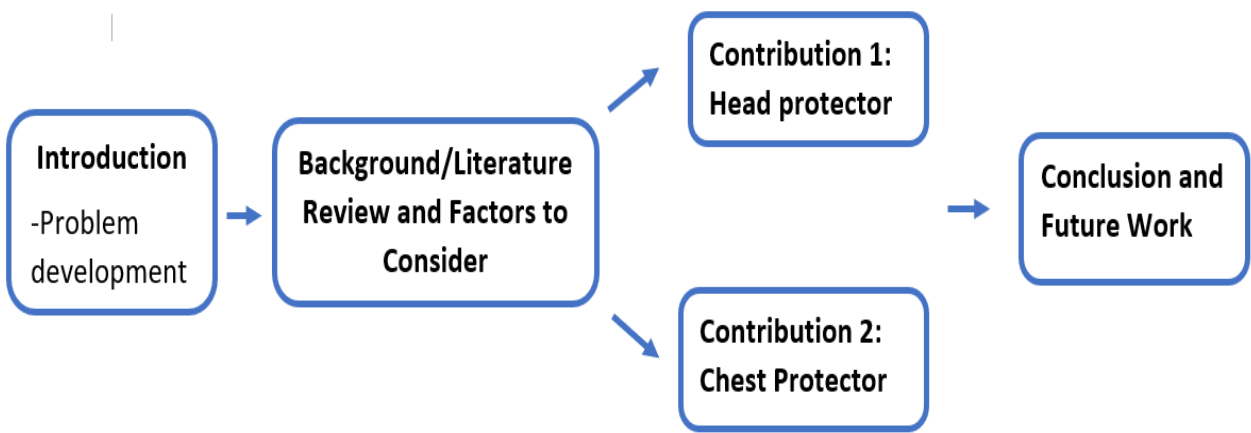 Introduction
-Problem
development
Background/Literature
Review and Factors to
Consider
Contribution 1:
Head protector
Contribution 2:
Chest Protector
Conclusion and
Future Work